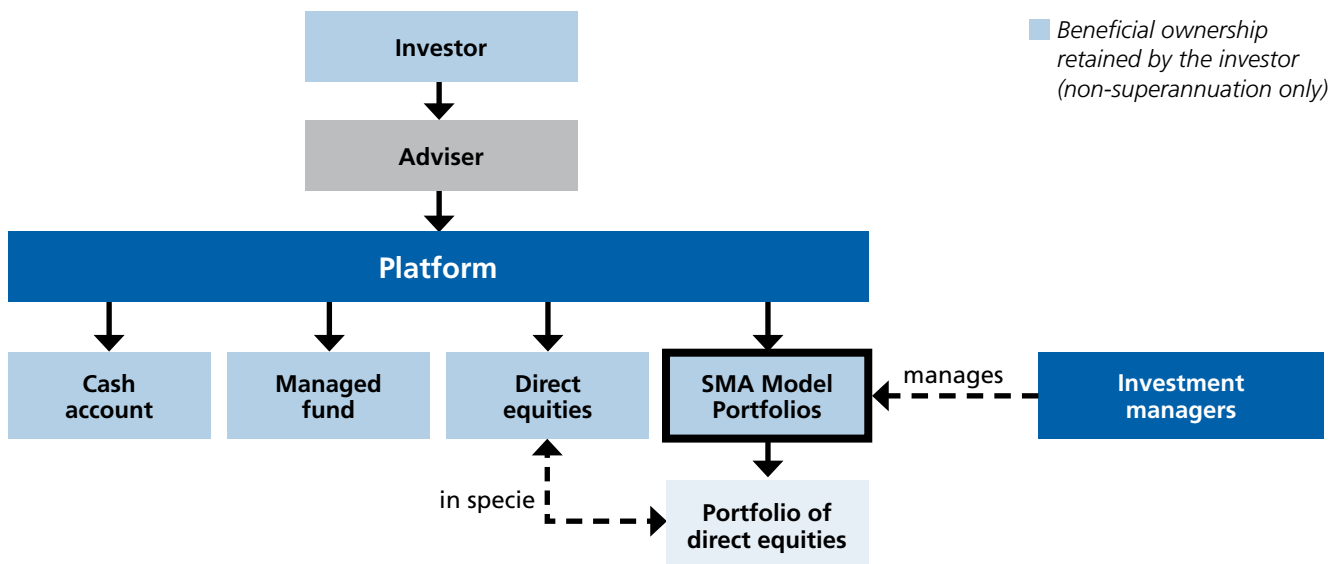 Investor
Beneficial ownership
retained by the investor
(non-superannuation only)
Adviser
Platform
Cash
account
Managed
fund
Direct
equities
SMA Model
Portfolios
manages
Investment
managers
in specie
Portfolio of
direct equities